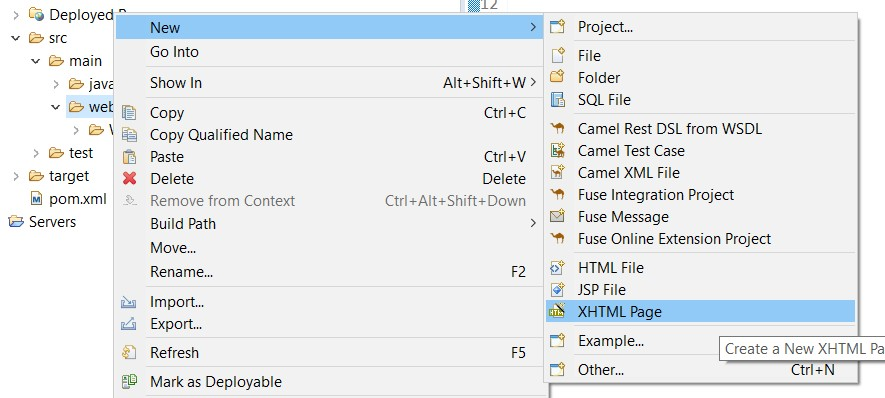 12
Deployed
src
main
java
web
test
target
pom.xml
Servers
New
Go Into
Show In Alt+Shift+W
Copy Ctrl+C
Copy Qualified Name
Paste Ctrl+V
Delete Delete
Remove from Context Ctrl+Alt+Shift+Down
Build Path
Move...
Rename... F2
Import...
Export...
Refresh F5
Mark as Deployable
Project...
File
Folder
SQL File
Camel Rest DSL from WSDL
Camel Test Case
Camel XML File
Fuse Integration Project
Fuse Message
Fuse Online Extension Project
HTML File
JSP File
XHTML Page
Example...
Other... Ctrl+N
Create a New XHTML Pa